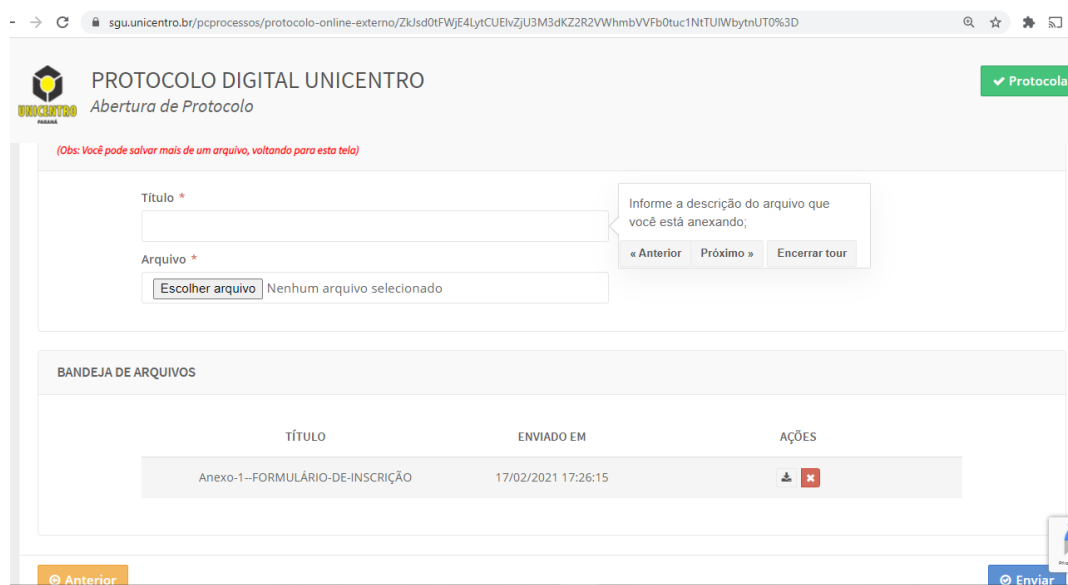 sgu.unicentro.br/pcprocessos/protocolo-online-externo/ZkJsd0tFWjE4LytCUElvZjU3M3dKZ2R2VWhmbVVFb0tuc1NtTUlWbytnUT0%3D
PROTOCOLO DIGITAL UNICENTRO
Abertura de Protocolo
UNICENTRO
PARANÁ
Protocola
(Obs: Você pode salvar mais de um arquivo, voltando para esta tela)
Título *
Informe a descrição do arquivo que
você está anexando;
« Anterior Próximo » Encerrar tour
Arquivo *
Escolher arquivo Nenhum arquivo selecionado
BANDEJA DE ARQUIVOS
TÍTULO ENVIADO EM AÇÕES
Anexo-1--FORMULÁRIO-DE-INSCRIÇÃO 17/02/2021 17:26:15
Anterior Enviar